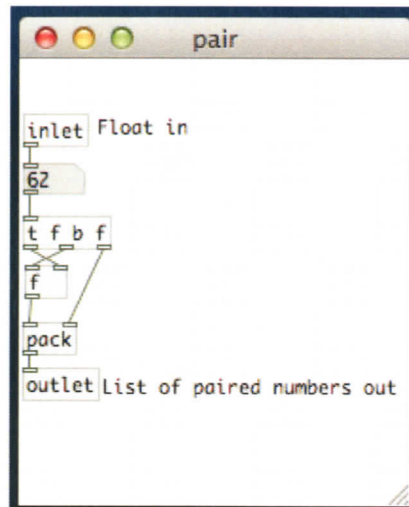 pair
inlet Float in
62
t f b f
f
pack
outlet List of paired numbers out